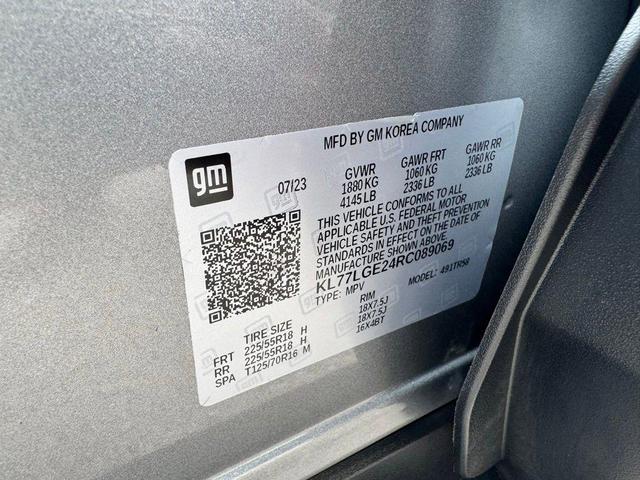 MFD BY GM KOREA COMPANY
gm
07/23
GVWR
1880 KG
4145 LB
GAWR FRT
1060 KG
2336 LB
GAWR RR
1060 KG
2336 LB
THIS VEHICLE CONFORMS TO ALL
APPLICABLE U.S. FEDERAL MOTOR
VEHICLE SAFETY AND THEFT PREVENTION
STANDARDS IN EFFECT ON THE DATE OF
MANUFACTURE SHOWN ABOVE.
KL77LGE24RC089069
TYPE: MPV
MODEL: 491TR58
TIRE SIZE
RIM
FRT 225/55R18 H 18X7.5J
RR 225/55R18 H 18X7.5J
SPA T125/70R16 M 16X4BT